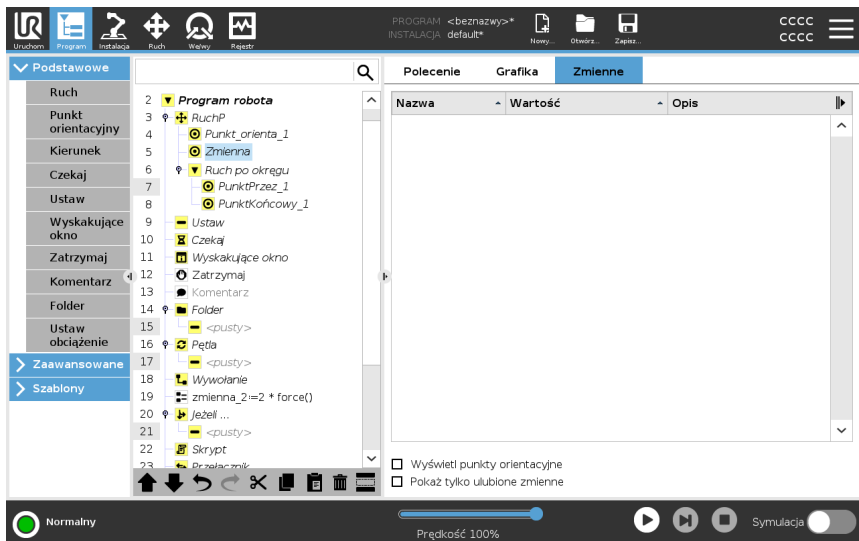 PROGRAM <beznazwy>*
INSTALACJA default*
Uruchom
Program
Instalacja
Ruch
We/wy
Rejestr
Nowy...
Otwórz...
Zapisz...
CCCC
CCCC
Podstawowe
Ruch
Punkt
orientacyjny
Kierunek
Czekaj
Ustaw
Wyskakujące
okno
Zatrzymaj
Komentarz
Folder
Ustaw
obciążenie
Zaawansowane
Szablony
2 Program robota
3 RuchP
4 Punkt_orienta_1
5 Zmienna
6 Ruch po okręgu
7 PunktPrzez_1
8 PunktKońcowy_1
9 Ustaw
10 Czekaj
11 Wyskakujące okno
12 Zatrzymaj
13 Komentarz
14 Folder
15 <pusty>
16 Pętla
17 <pusty>
18 Wywołanie
19 zmienna_2:=2 * force()
20 Jeżeli ...
21 <pusty>
22 Skrypt
23 Przełącznik
Polecenie Grafika Zmienne
Nazwa Wartość Opis
Wyświetl punkty orientacyjne
Pokaż tylko ulubione zmienne
Normalny
Prędkość 100%
Symulacja